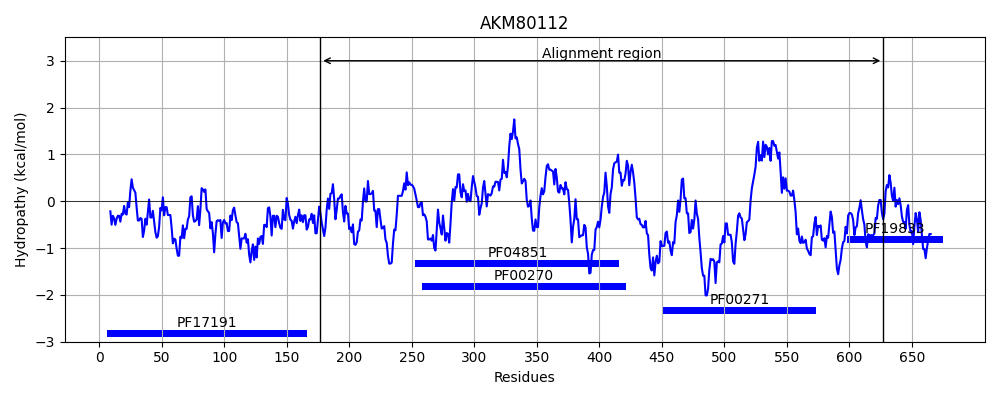 AKM80112
Alignment region
3
2
1
0
−1
−2
−3
Hydropathy (kcal/mol)
PF19833
PF04851
PF00270
PF00271
PF17191
0 50 100 150 200 250 300 350 400 450 500 550 600 650
Residues